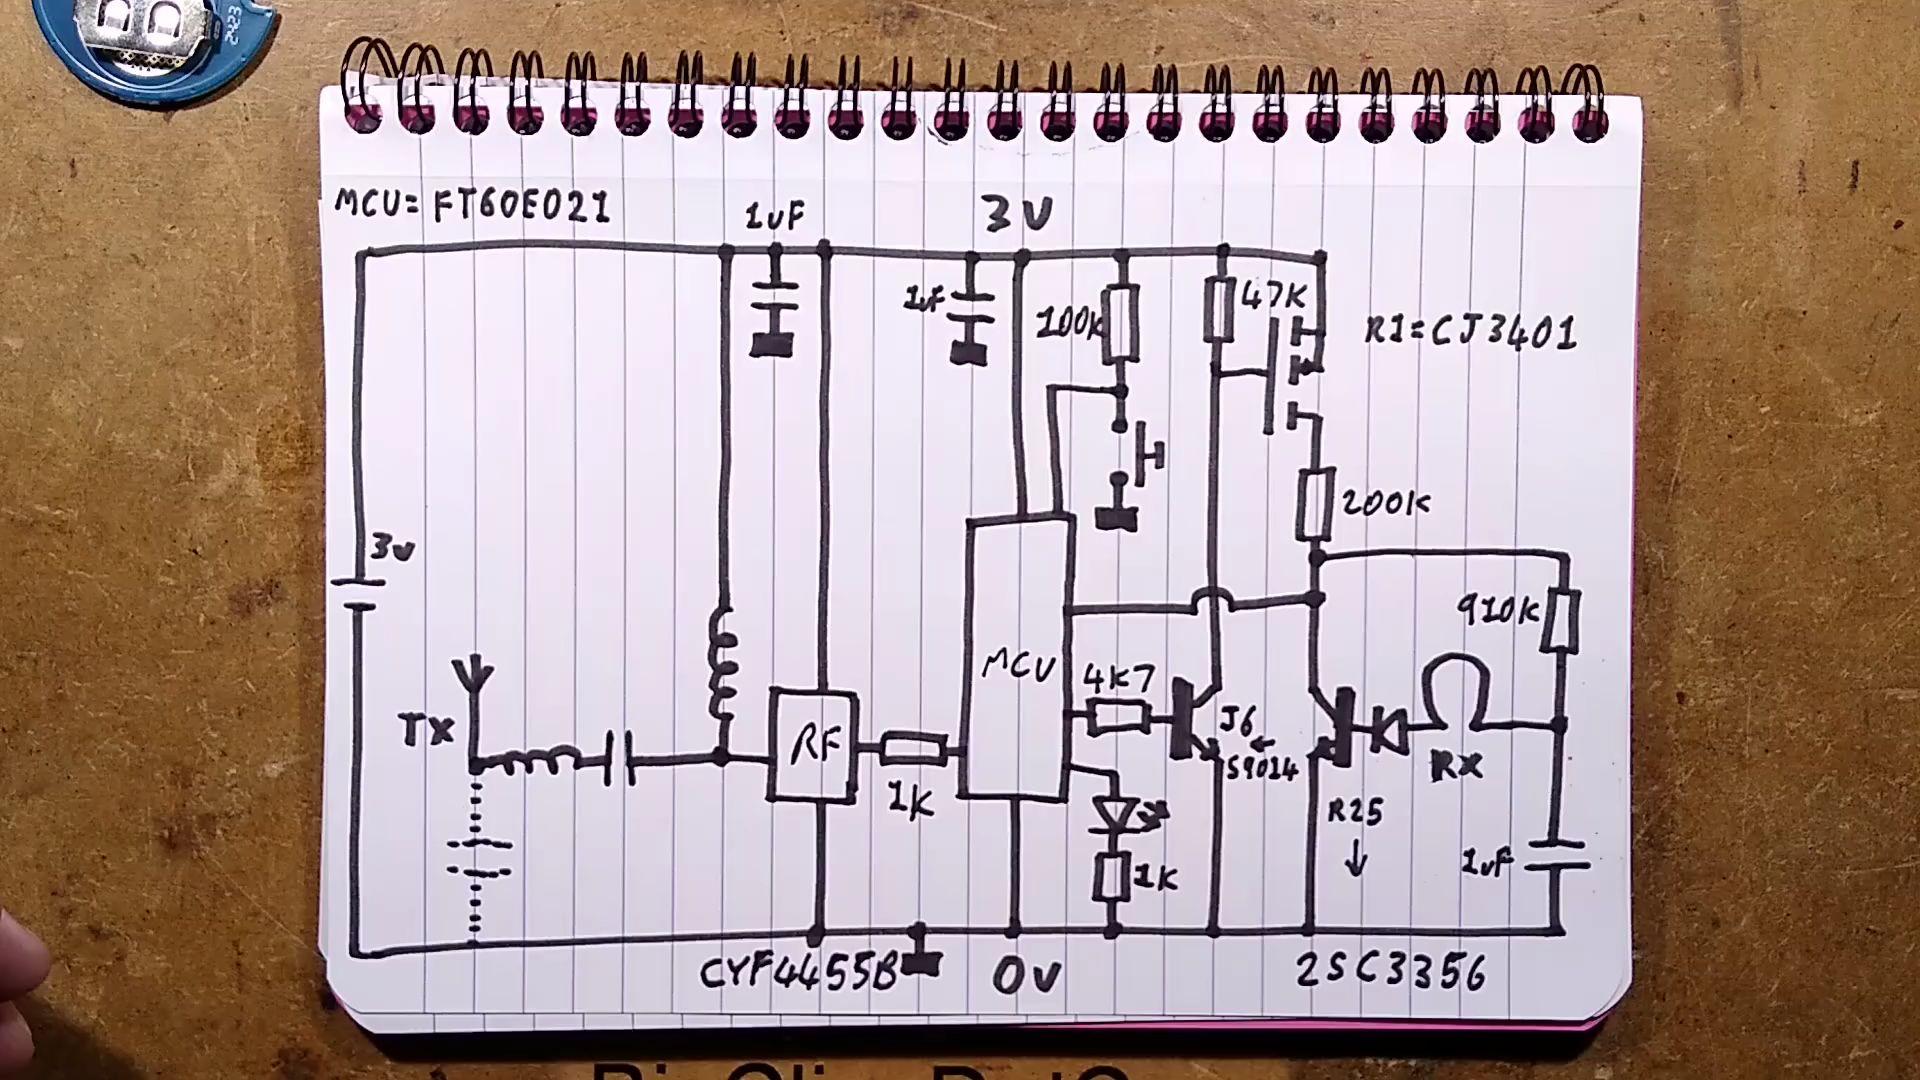 2423
MCU=FT60E021
1uF
3V
1uF
100K
47K
R1=CJ3401
200K
3v
910K
MCU
4K7
TX
RF
J6
S9014
RX
1K
R25
1K
1uF
CYF4455B
0V
2SC3356